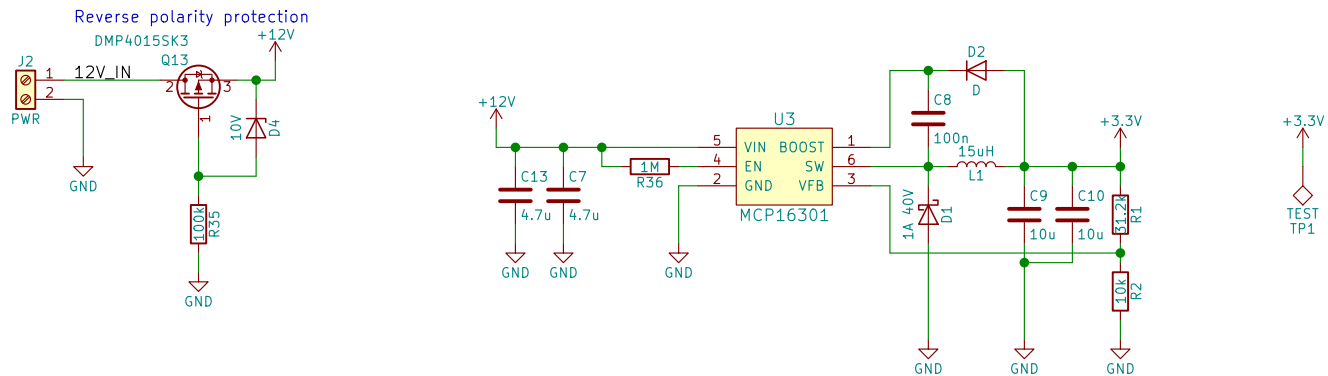 Reverse polarity protection
DMP4015SK3
+12V
J2
Q13
1
12V_IN
2
3
2
PWR
1
10V
D4
GND
100k
R35
GND
+12V
C13
4.7u
C7
4.7u
GND
GND
1M
R36
GND
U3
5
VIN
BOOST
1
4
EN
SW
6
2
GND
VFB
3
MCP16301
D2
D
C8
100n
15uH
L1
1A 40V
D1
GND
C9
10u
C10
10u
GND
+3.3V
31.2k
R1
10k
R2
GND
+3.3V
TEST
TP1